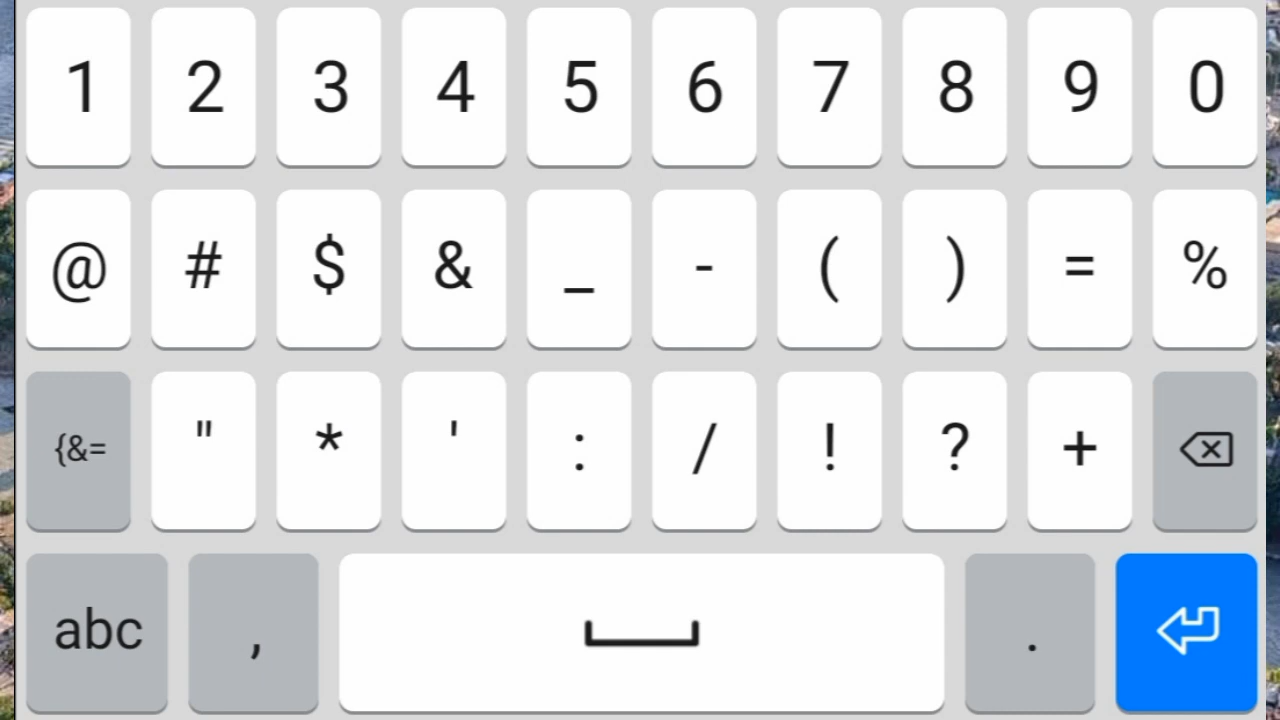 1 2 3 4 5 6 7 8 9 0
@ # $ & _ - ( ) = %
{&= " * ' : / ! ? +
abc , .